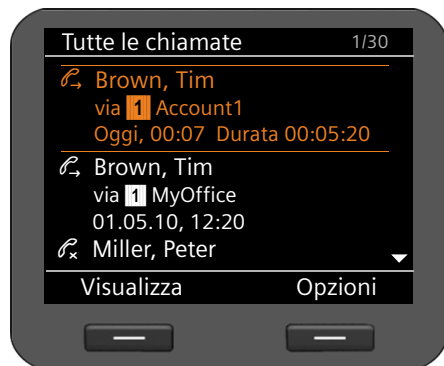 Tutte le chiamate 1/30
Brown, Tim
via 1 Account1
Oggi, 00:07 Durata 00:05:20
Brown, Tim
via 1 MyOffice
01.05.10, 12:20
Miller, Peter
Visualizza Opzioni